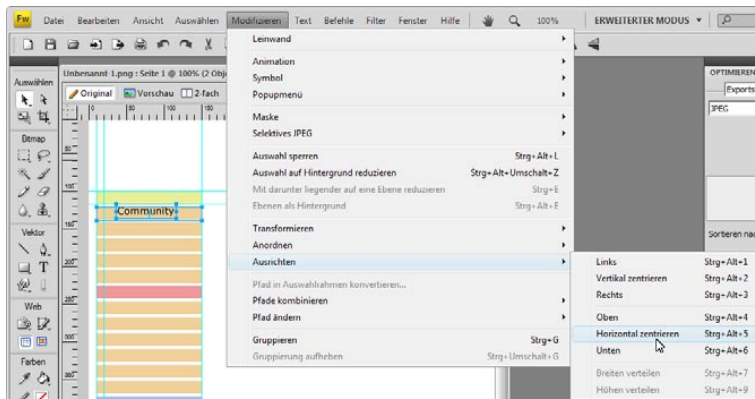 Fw Datei Bearbeiten Ansicht Auswählen Modifizieren Text Befehle Filter Fenster Hilfe 100% ERWEITERTER MODUS
Unbenannt-1.png : Seite 1 @ 100% (2 Obj
Original Vorschau 2-fach
Auswählen
Bitmap
Vektor
Web
Farben
Community
Leinwand
Animation
Symbol
Popupmenü
Maske
Selektives JPEG
Auswahl sperren Strg+Alt+L
Auswahl auf Hintergrund reduzieren Strg+Alt+Umschalt+Z
Mit darunter liegender auf eine Ebene reduzieren Strg+E
Ebenen als Hintergrund Strg+Alt+E
Transformieren
Anordnen
Ausrichten
Pfad in Auswahlrahmen konvertieren...
Pfade kombinieren
Pfad ändern
Gruppieren Strg+G
Gruppierung aufheben Strg+Umschalt+G
Links Strg+Alt+1
Vertikal zentrieren Strg+Alt+2
Rechts Strg+Alt+3
Oben Strg+Alt+4
Horizontal zentrieren Strg+Alt+5
Unten Strg+Alt+6
Breiten verteilen Strg+Alt+7
Höhen verteilen Strg+Alt+9
OPTIMIEREN
Exports
JPEG
Sortieren nac